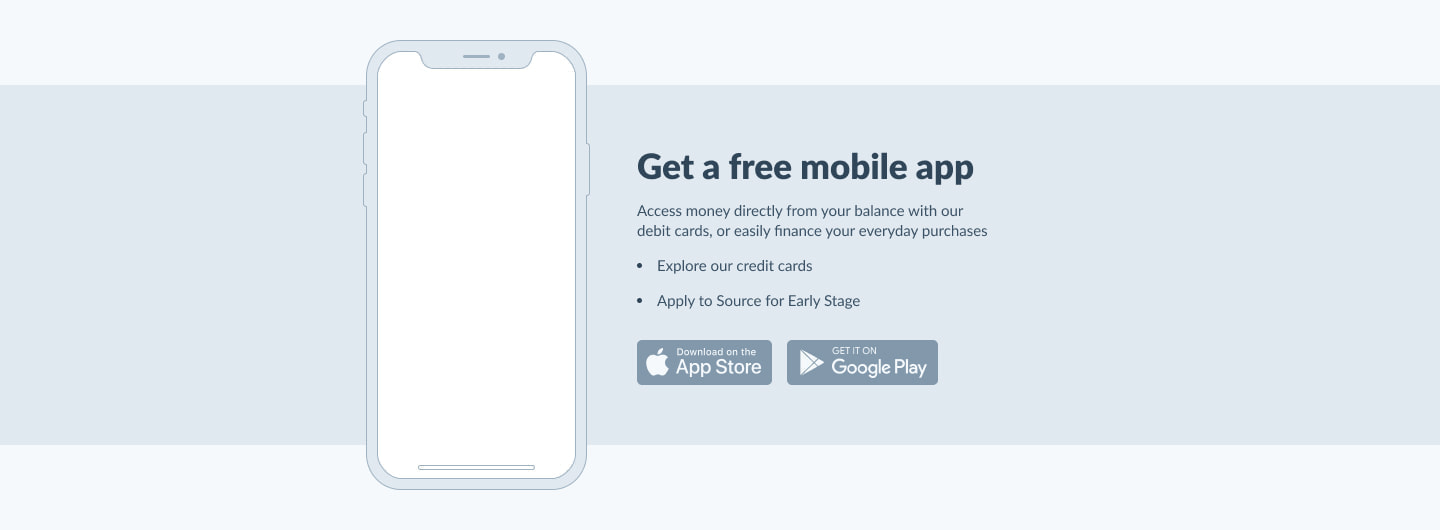 Get a free mobile app
Access money directly from your balance with our
debit cards, or easily finance your everyday purchases
• Explore our credit cards
• Apply to Source for Early Stage
Download on the
App Store
GET IT ON
Google Play